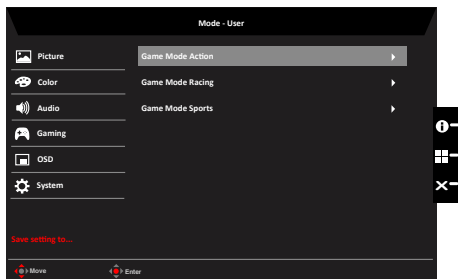 Mode - User
Picture
Game Mode Action
Color
Game Mode Racing
Audio
Game Mode Sports
Gaming
OSD
System
Save setting to...
Move
Enter